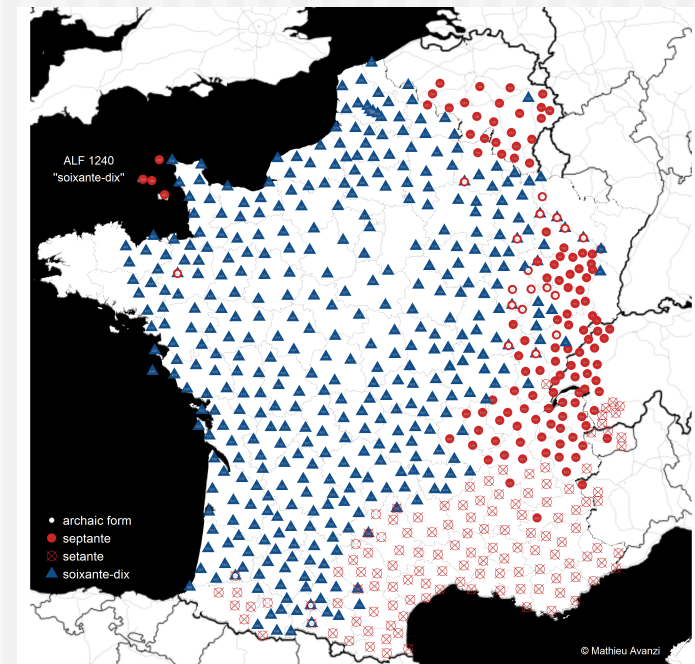 ALF 1240
"soixante-dix"
archaic form
septante
setante
soixante-dix
© Mathieu Avanzi